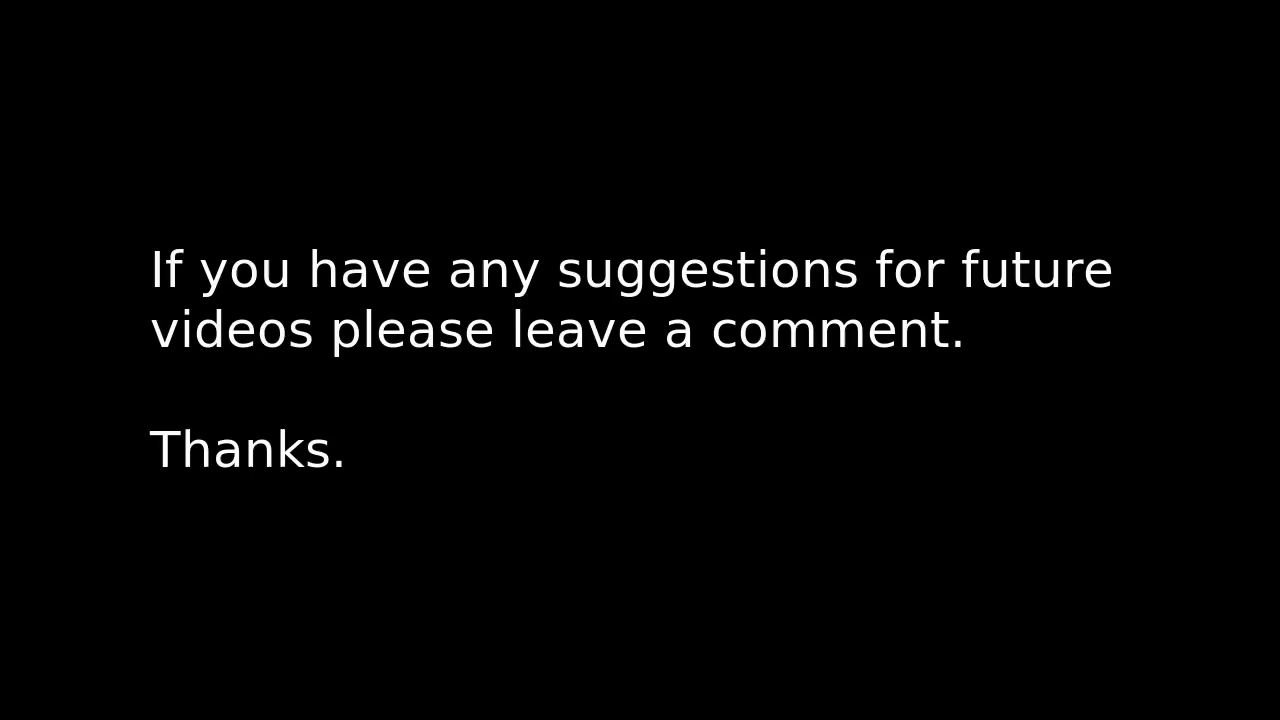 If you have any suggestions for future
videos please leave a comment.
Thanks.